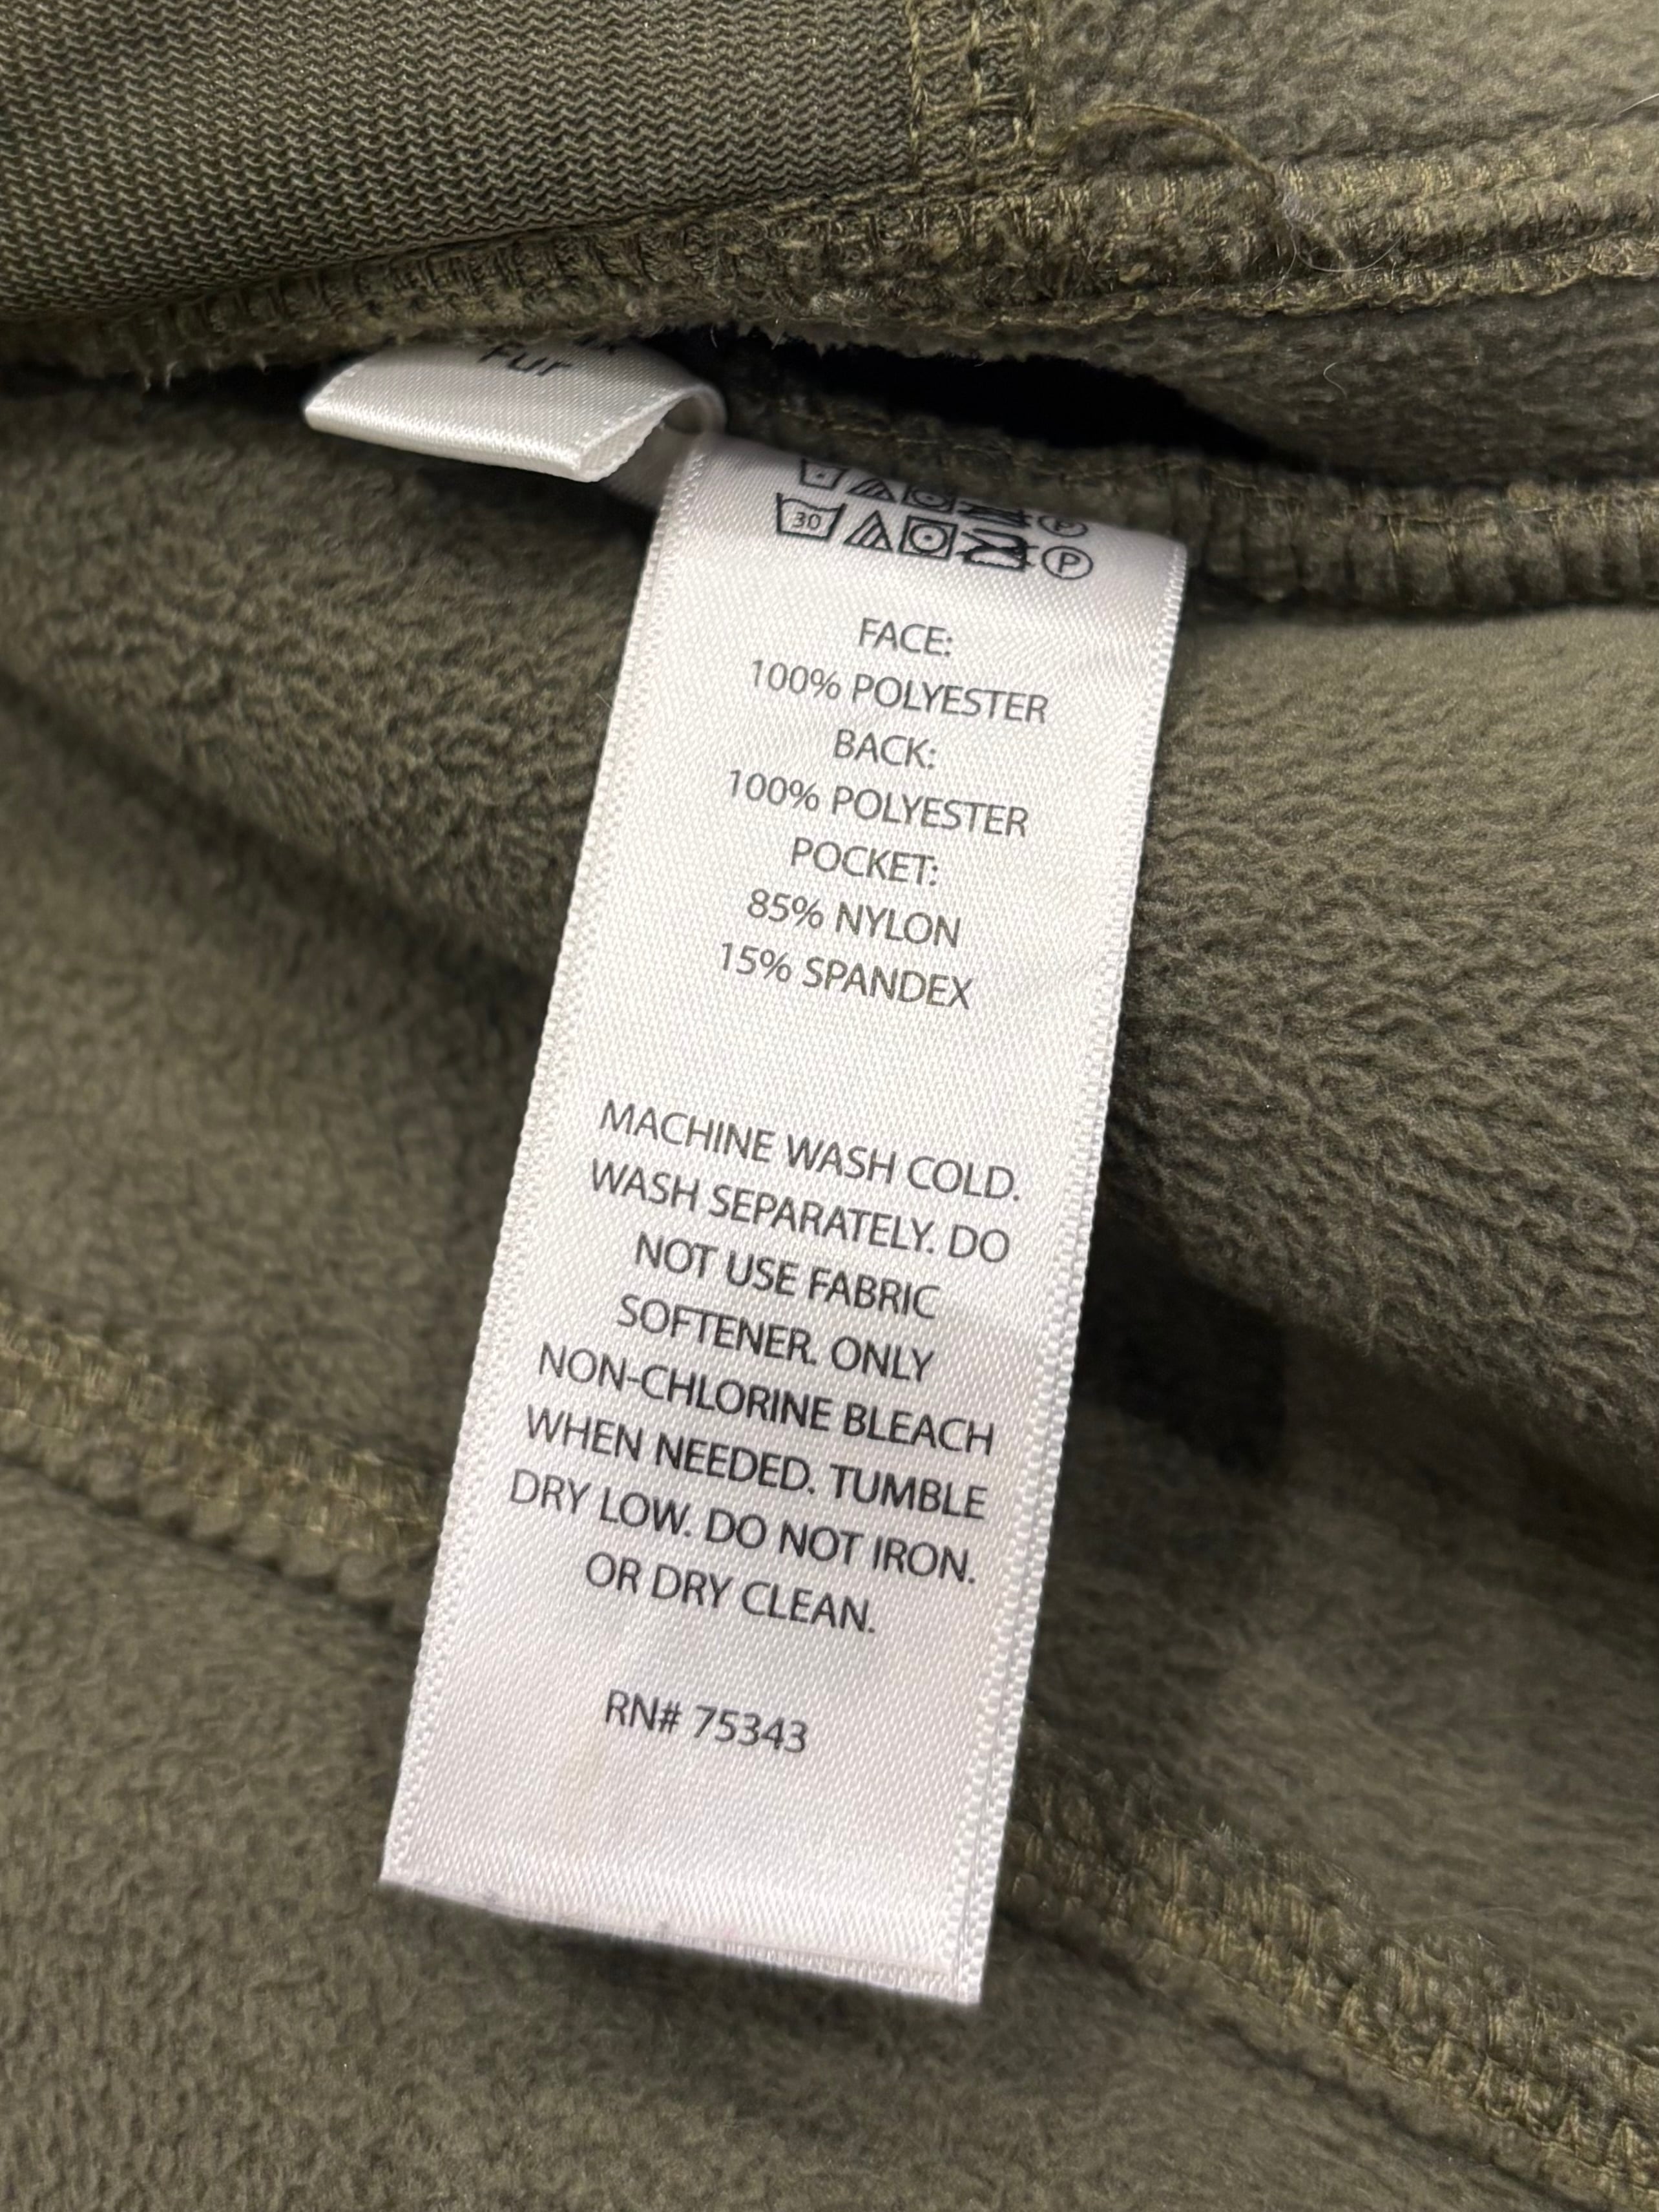 Fur
30
P
FACE:
100% POLYESTER
BACK:
100% POLYESTER
POCKET:
85% NYLON
15% SPANDEX
MACHINE WASH COLD.
WASH SEPARATELY. DO
NOT USE FABRIC
SOFTENER. ONLY
NON-CHLORINE BLEACH
WHEN NEEDED. TUMBLE
DRY LOW. DO NOT IRON.
OR DRY CLEAN.
RN# 75343